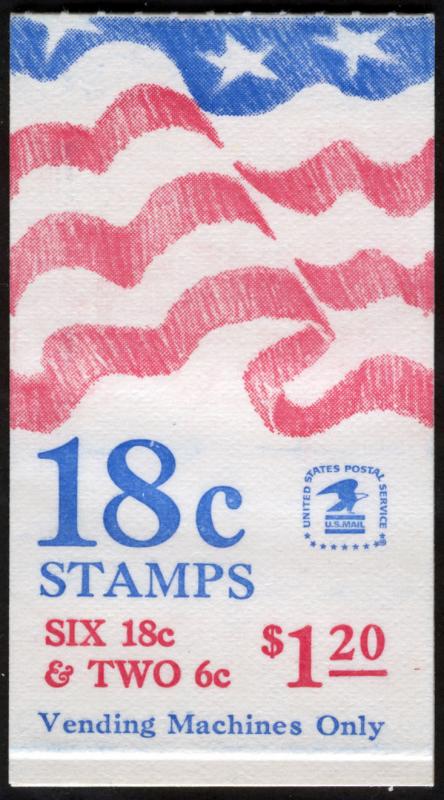 18c
STAMPS
UNITED STATES POSTAL SERVICE
U.S.MAIL
®
SIX 18c
& TWO 6c
$1 20
Vending Machines Only